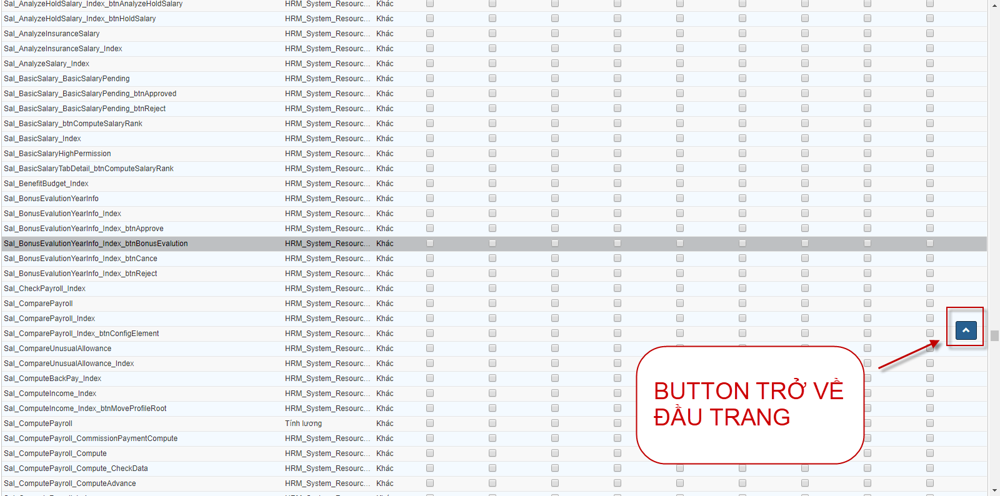 Sal_AnalyzeHoldSalary_Index_btnAnalyzeHoldSalary HRM_System_Resourc... Khác
Sal_AnalyzeHoldSalary_Index_btnHoldSalary HRM_System_Resourc... Khác
Sal_AnalyzeInsuranceSalary HRM_System_Resourc... Khác
Sal_AnalyzeInsuranceSalary_Index HRM_System_Resourc... Khác
Sal_AnalyzeSalary_Index HRM_System_Resourc... Khác
Sal_BasicSalary_BasicSalaryPending HRM_System_Resourc... Khác
Sal_BasicSalary_BasicSalaryPending_btnApproved HRM_System_Resourc... Khác
Sal_BasicSalary_BasicSalaryPending_btnReject HRM_System_Resourc... Khác
Sal_BasicSalary_btnComputeSalaryRank HRM_System_Resourc... Khác
Sal_BasicSalary_Index HRM_System_Resourc... Khác
Sal_BasicSalaryHighPermission HRM_System_Resourc... Khác
Sal_BasicSalaryTabDetail_btnComputeSalaryRank HRM_System_Resourc... Khác
Sal_BenefitBudget_Index HRM_System_Resourc... Khác
Sal_BonusEvalutionYearInfo HRM_System_Resourc... Khác
Sal_BonusEvalutionYearInfo_Index HRM_System_Resourc... Khác
Sal_BonusEvalutionYearInfo_Index_btnApprove HRM_System_Resourc... Khác
Sal_BonusEvalutionYearInfo_Index_btnBonusEvalution HRM_System_Resourc... Khác
Sal_BonusEvalutionYearInfo_Index_btnCance HRM_System_Resourc... Khác
Sal_BonusEvalutionYearInfo_Index_btnReject HRM_System_Resourc... Khác
Sal_CheckPayroll_Index HRM_System_Resourc... Khác
Sal_ComparePayroll HRM_System_Resourc... Khác
Sal_ComparePayroll_Index HRM_System_Resourc... Khác
Sal_ComparePayroll_Index_btnConfigElement HRM_System_Resourc... Khác
Sal_CompareUnusualAllowance HRM_System_Resourc... Khác
Sal_CompareUnusualAllowance_Index HRM_System_Resourc... Khác
Sal_ComputeBackPay_Index HRM_System_Resourc... Khác
Sal_ComputeIncome_Index HRM_System_Resourc... Khác
Sal_ComputeIncome_Index_btnMoveProfileRoot HRM_System_Resourc... Khác
Sal_ComputePayroll Tính lương Khác
Sal_ComputePayroll_CommissionPaymentCompute HRM_System_Resourc... Khác
Sal_ComputePayroll_Compute HRM_System_Resourc... Khác
Sal_ComputePayroll_Compute_CheckData HRM_System_Resourc... Khác
Sal_ComputePayroll_ComputeAdvance HRM_System_Resourc... Khác
BUTTON TRỞ VỀ
ĐẦU TRANG